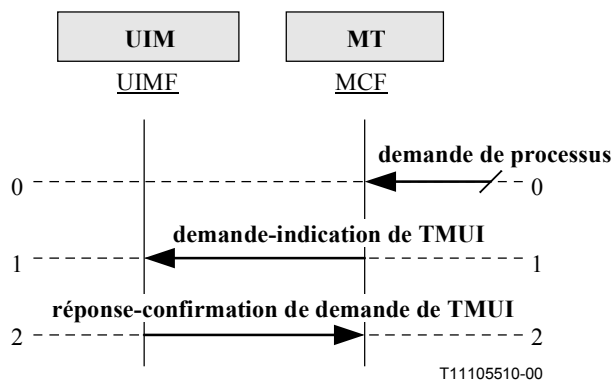 UIM MT
UIMF MCF
demande de processus
0 0
demande-indication de TMUI
1 1
réponse-confirmation de demande de TMUI
2 2
T11105510-00